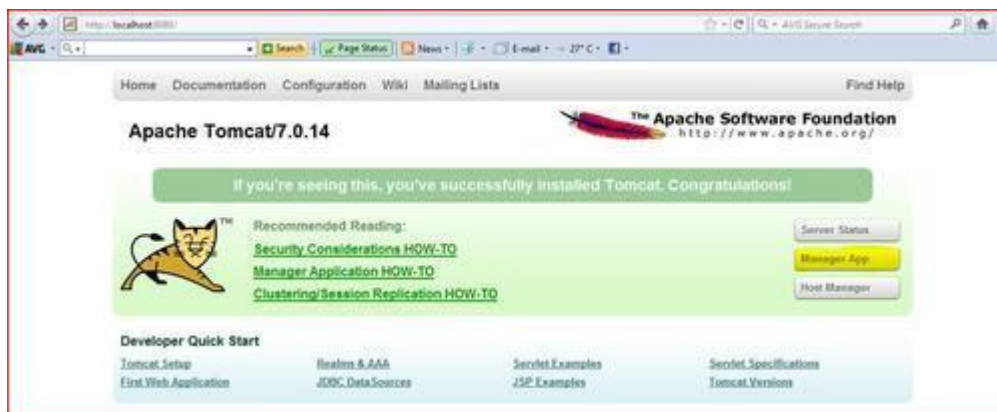 http://localhost:8080/
AVG Secure Search
AVG
Search
Page Status
News
E-mail
27° C
Home Documentation Configuration Wiki Mailing Lists Find Help
Apache Tomcat/7.0.14
The Apache Software Foundation
http://www.apache.org/
If you're seeing this, you've successfully installed Tomcat. Congratulations!
TM
Recommended Reading:
Security Considerations HOW-TO
Manager Application HOW-TO
Clustering/Session Replication HOW-TO
Server Status
Manager App
Host Manager
Developer Quick Start
Tomcat Setup Realms & AAA Servlet Examples Servlet Specifications
First Web Application JDBC DataSources JSP Examples Tomcat Versions